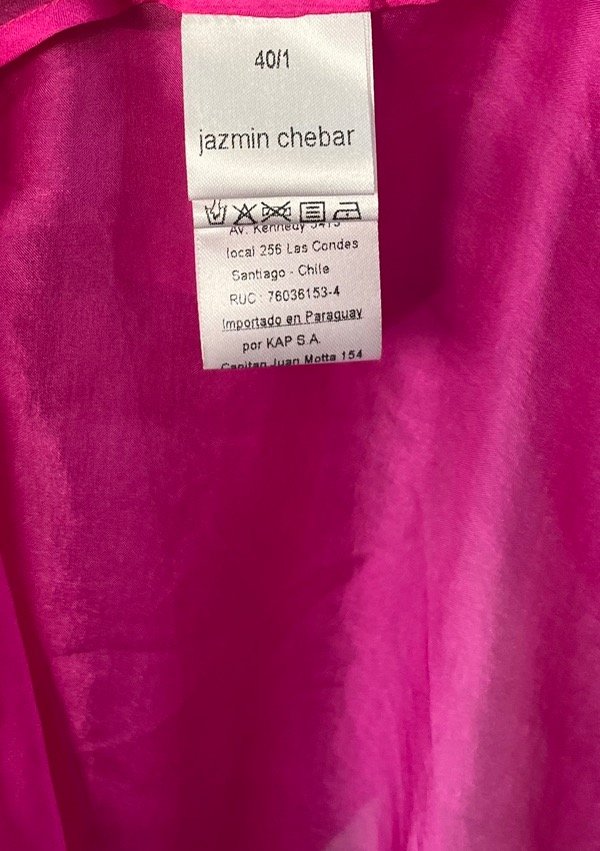 40/1
jazmin chebar
Av. Kennedy 5413
local 256 Las Condes
Santiago - Chile
RUC : 76036153-4
Importado en Paraguay
por KAP S.A.
Capitan Juan Motta 154